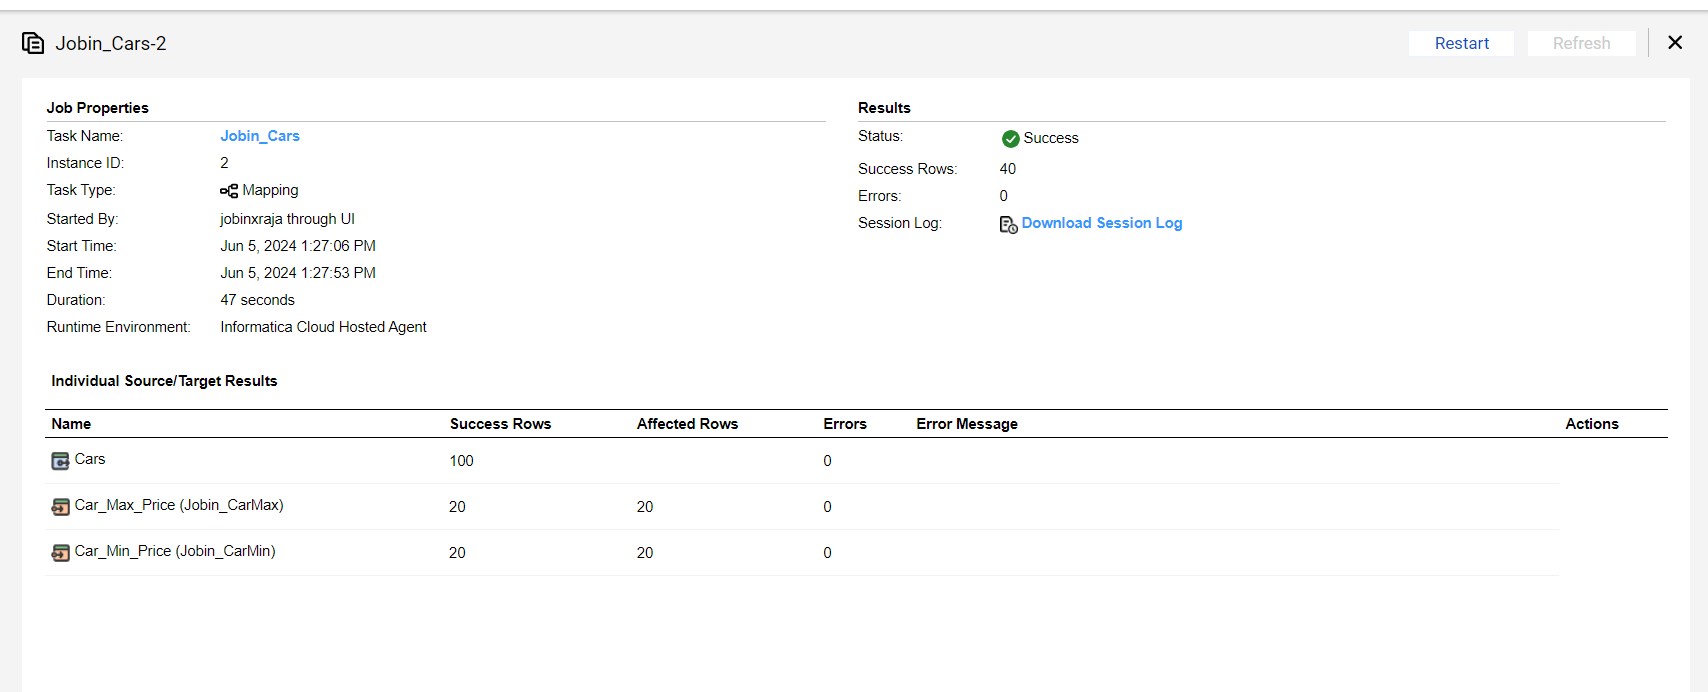 Jobin_Cars-2
Restart
Refresh
Job Properties
Task Name: Jobin_Cars
Instance ID: 2
Task Type: Mapping
Started By: jobinxraja through UI
Start Time: Jun 5, 2024 1:27:06 PM
End Time: Jun 5, 2024 1:27:53 PM
Duration: 47 seconds
Runtime Environment: Informatica Cloud Hosted Agent
Results
Status: Success
Success Rows: 40
Errors: 0
Session Log: Download Session Log
Individual Source/Target Results
Name Success Rows Affected Rows Errors Error Message Actions
Cars 100 0
Car_Max_Price (Jobin_CarMax) 20 20 0
Car_Min_Price (Jobin_CarMin) 20 20 0